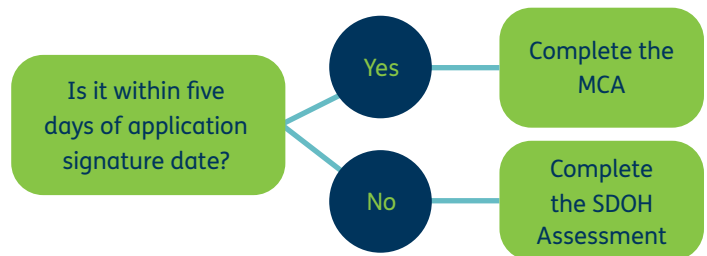 Is it within five
days of application
signature date?
Yes
Complete the
MCA
No
Complete
the SDOH
Assessment